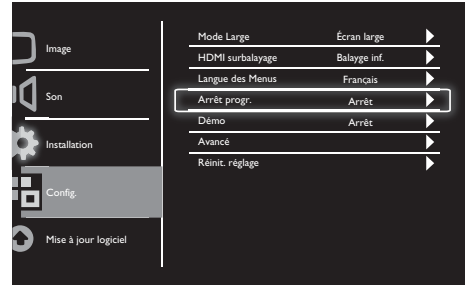 Image
Son
Installation
Config.
Mise à jour logiciel
Mode Large Écran large
HDMI surbalayage Balayge inf.
Langue des Menus Français
Arrêt progr. Arrêt
Démo Arrêt
Avancé
Réinit. réglage